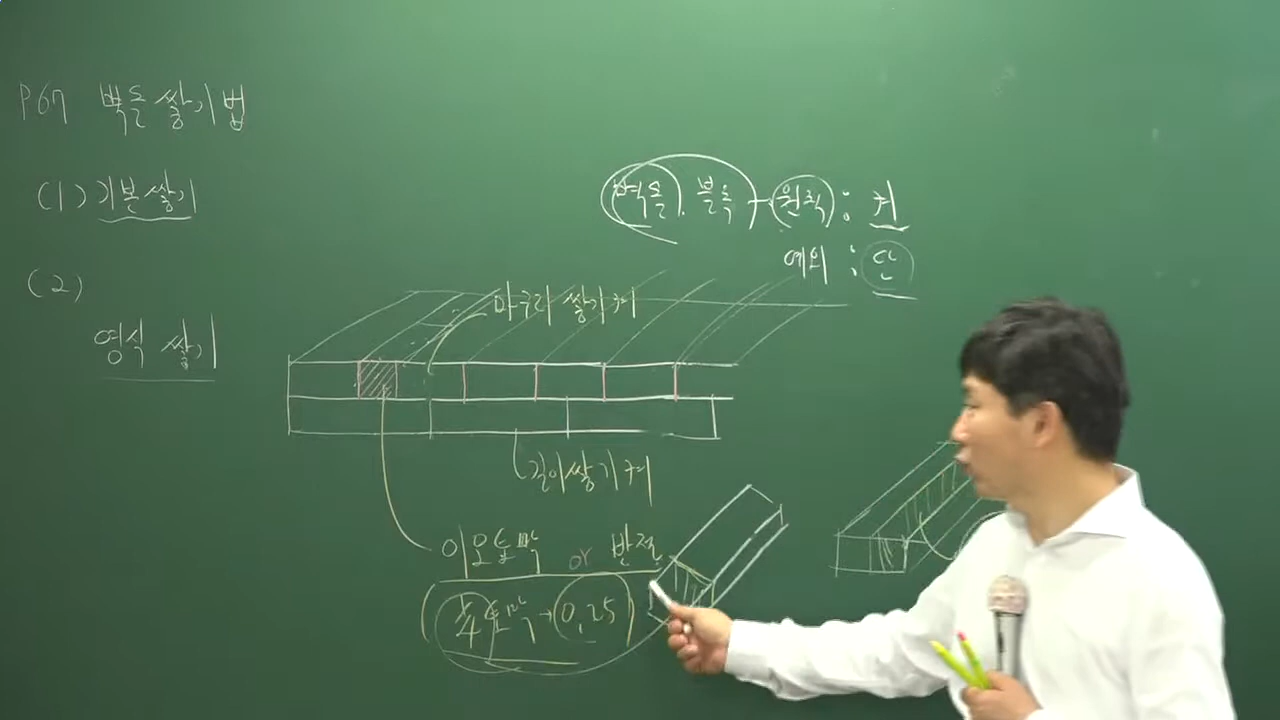 P67 벽돌쌓기법
(1) 기본쌓기
(2)
영식 쌓기
벽돌, 블록 - 원칙 : 켜
예외 : 단
마구리 쌓기 켜
길이쌓기 켜
이오토막 or 반절
(1/4토막 → 0.25)